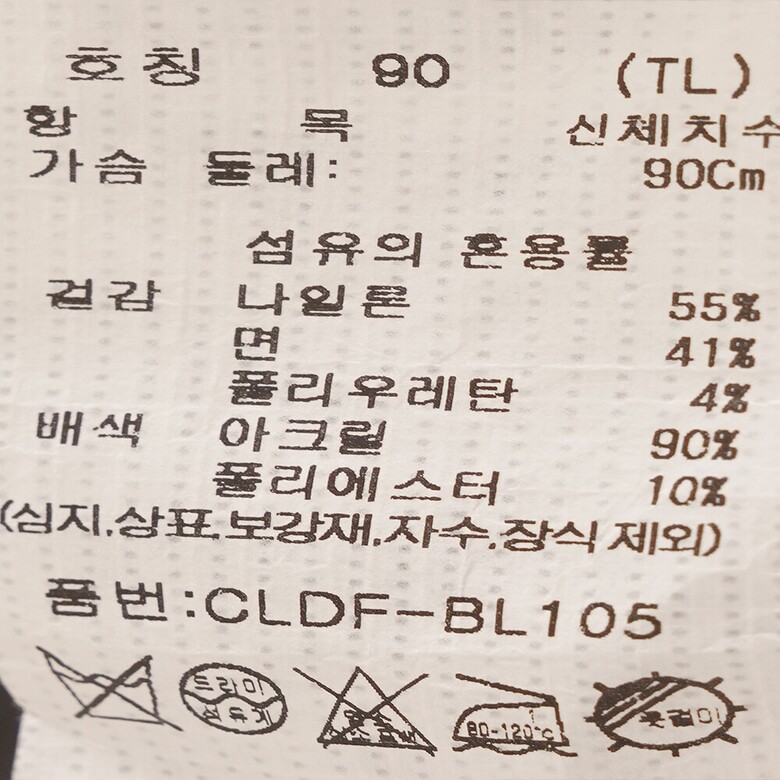 호칭 90 (TL)
항 목 신체치수
가슴 둘레: 90Cm
섬유의 혼용률
겉감 나일론 55%
면 41%
폴리우레탄 4%
배색 아크릴 90%
폴리에스터 10%
(심지,상표,보강재,자수,장식 제외)
품번:CLDF-BL105
드라이
80-120°C 옷걸이